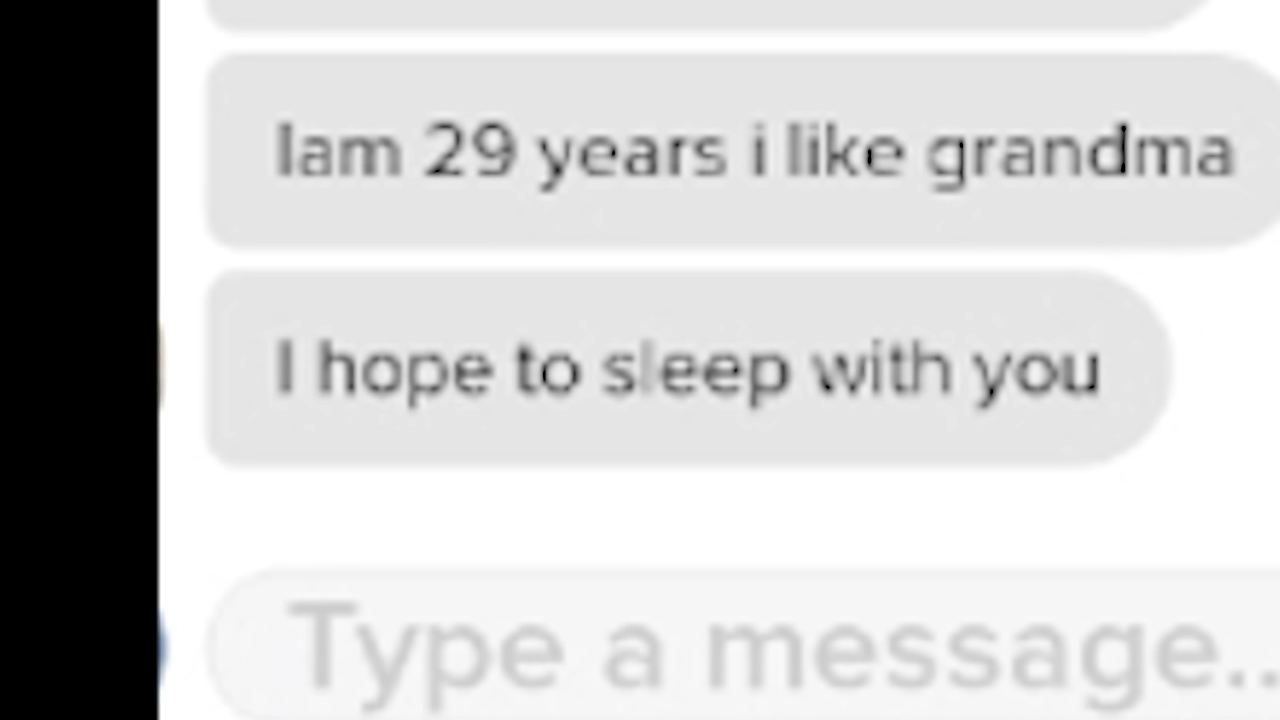 Iam 29 years i like grandma
I hope to sleep with you
Type a message..